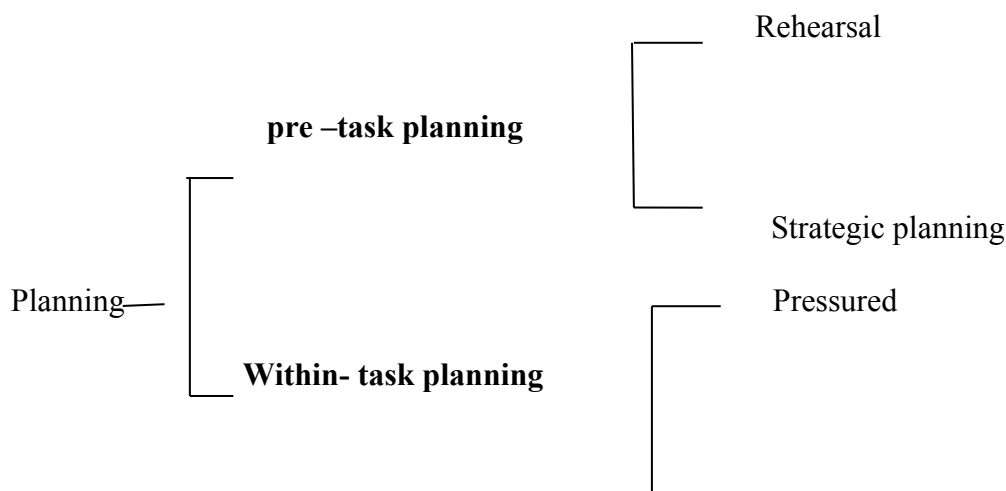 Rehearsal
pre –task planning
Strategic planning
Planning
Pressured
Within- task planning